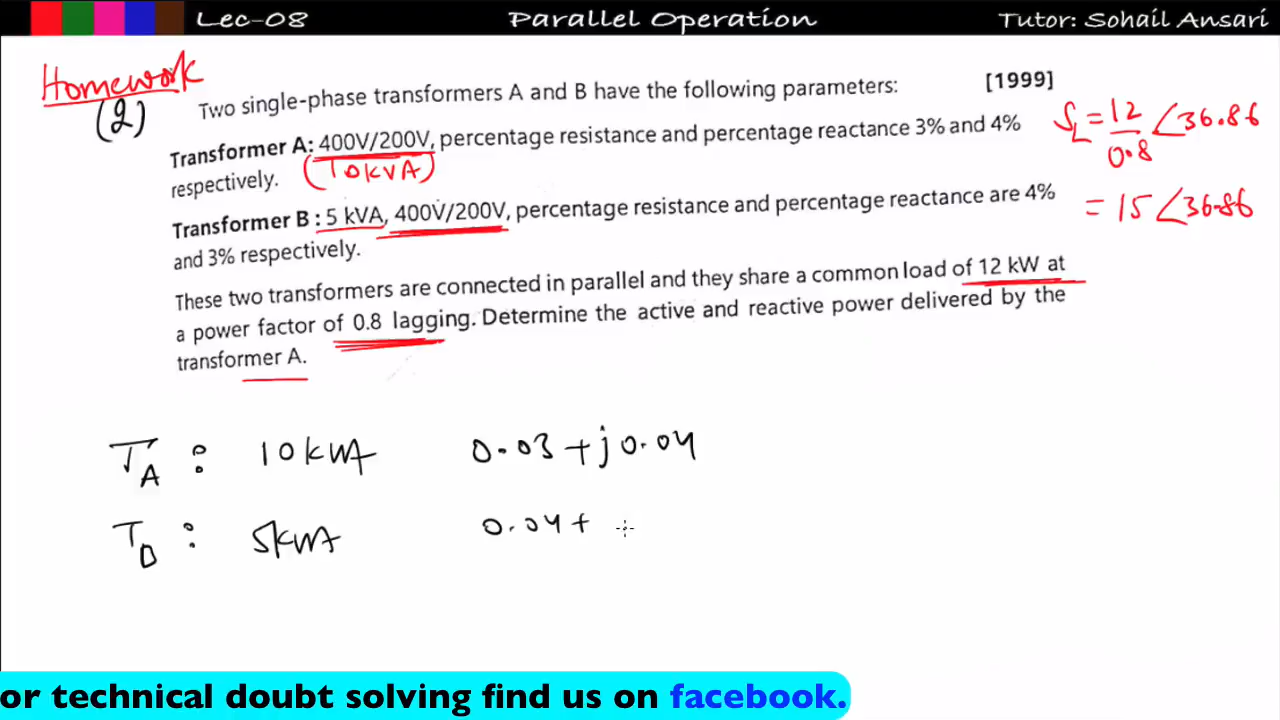 Lec-08 Parallel Operation Tutor: Sohail Ansari
Homework
(2)
Two single-phase transformers A and B have the following parameters: [1999]
Transformer A: 400V/200V, percentage resistance and percentage reactance 3% and 4%
(10kVA)
respectively.
Transformer B : 5 kVA, 400V/200V, percentage resistance and percentage reactance are 4%
and 3% respectively.
These two transformers are connected in parallel and they share a common load of 12 kW at
a power factor of 0.8 lagging. Determine the active and reactive power delivered by the
transformer A.
S_L = 12/0.8 ∠36.86
= 15 ∠36.86
T_A : 10kVA 0.03+j0.04
T_B : 5kVA 0.04+
or technical doubt solving find us on facebook.